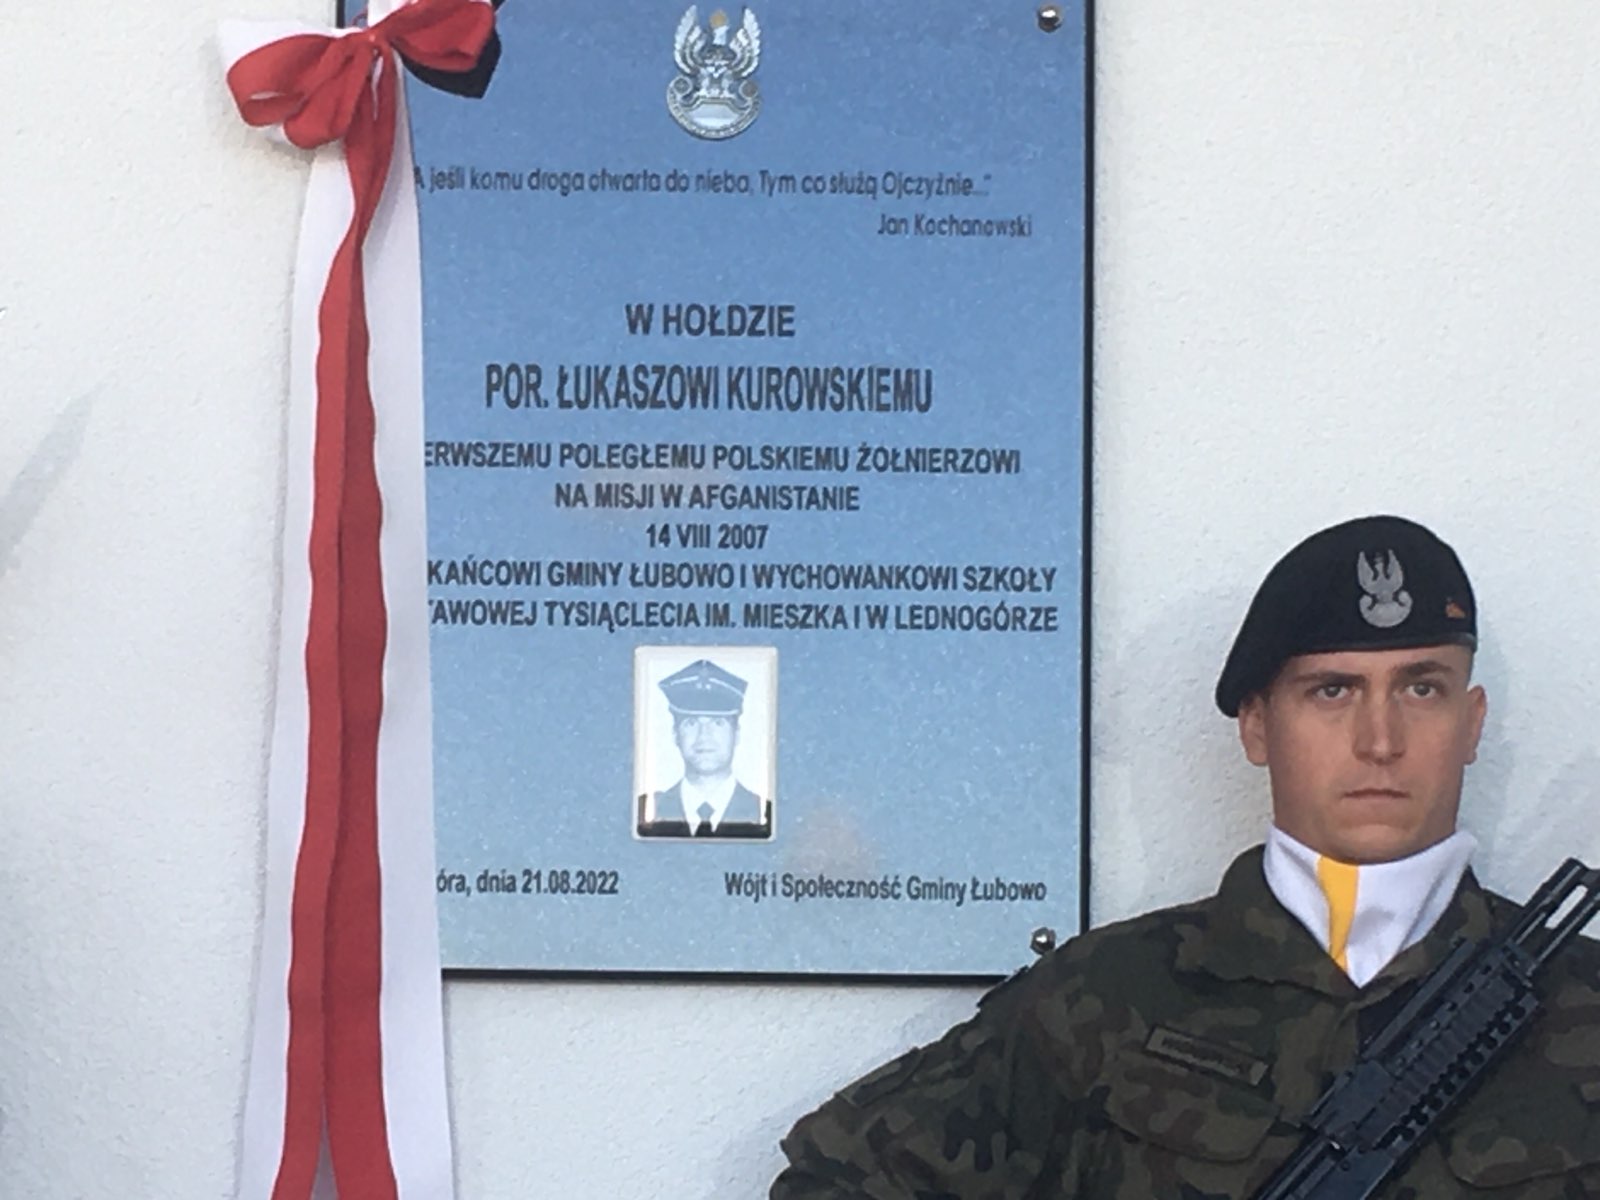 A jeśli komu droga otwarta do nieba, Tym co służą Ojczyźnie..."
Jan Kochanowski
W HOŁDZIE
POR. ŁUKASZOWI KUROWSKIEMU
ERWSZEMU POLEGŁEMU POLSKIEMU ŻOŁNIERZOWI
NA MISJI W AFGANISTANIE
14 VIII 2007
KAŃCOWI GMINY ŁUBOWO I WYCHOWANKOWI SZKOŁY
AWOWEJ TYSIĄCLECIA IM. MIESZKA I W LEDNOGÓRZE
óra, dnia 21.08.2022
Wójt i Społeczność Gminy Łubowo